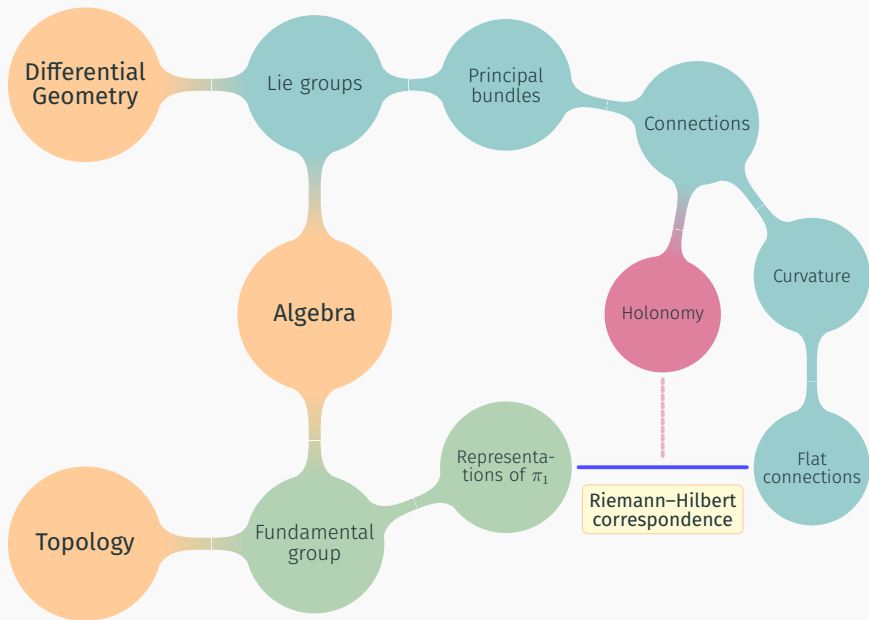 Differential
Geometry
Lie groups
Principal
bundles
Connections
Curvature
Algebra
Holonomy
Representa-
tions of π₁
Flat
connections
Riemann–Hilbert
correspondence
Topology
Fundamental
group